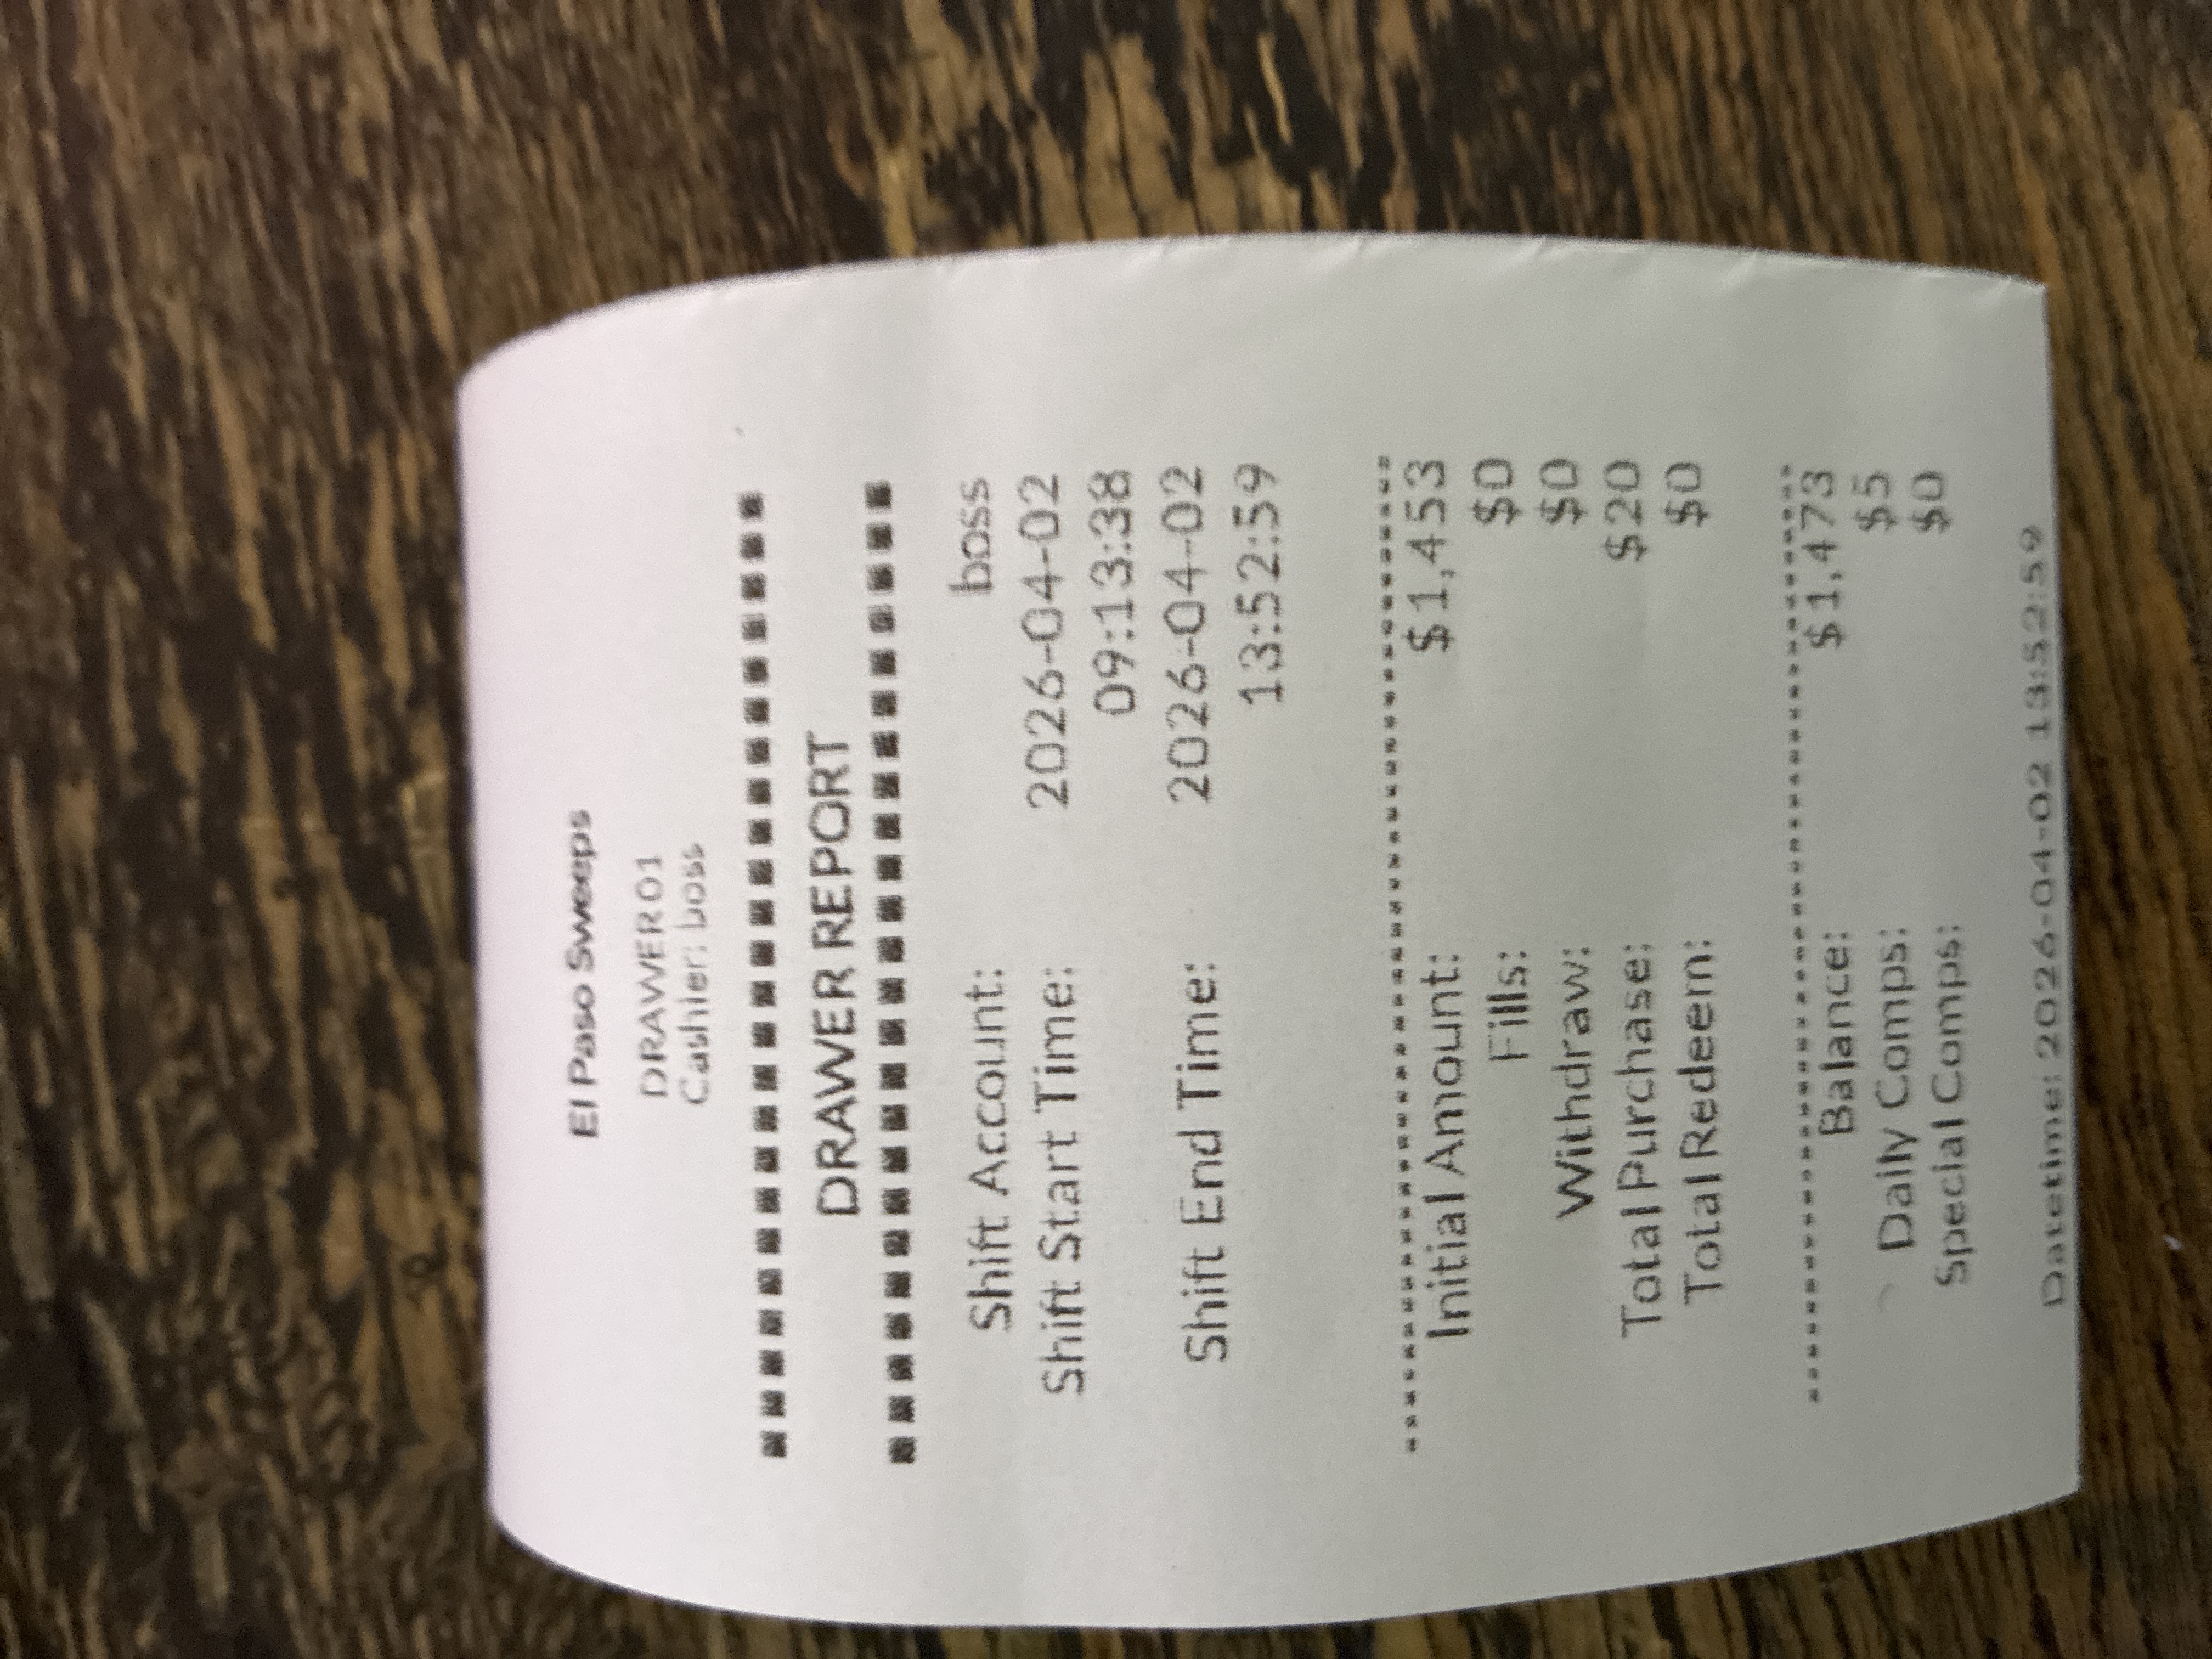 El Paso Sweeps
DRAWER01
Cashier: boss
DRAWER REPORT
Shift Account: boss
Shift Start Time: 2026-04-02
09:13:38
Shift End Time: 2026-04-02
13:52:59
Initial Amount: $1,453
Fills: $0
Withdraw: $0
Total Purchase: $20
Total Redeem: $0
Balance: $1,473
Daily Comps: $5
Special Comps: $0
Datetime: 2026-04-02 13:52:59